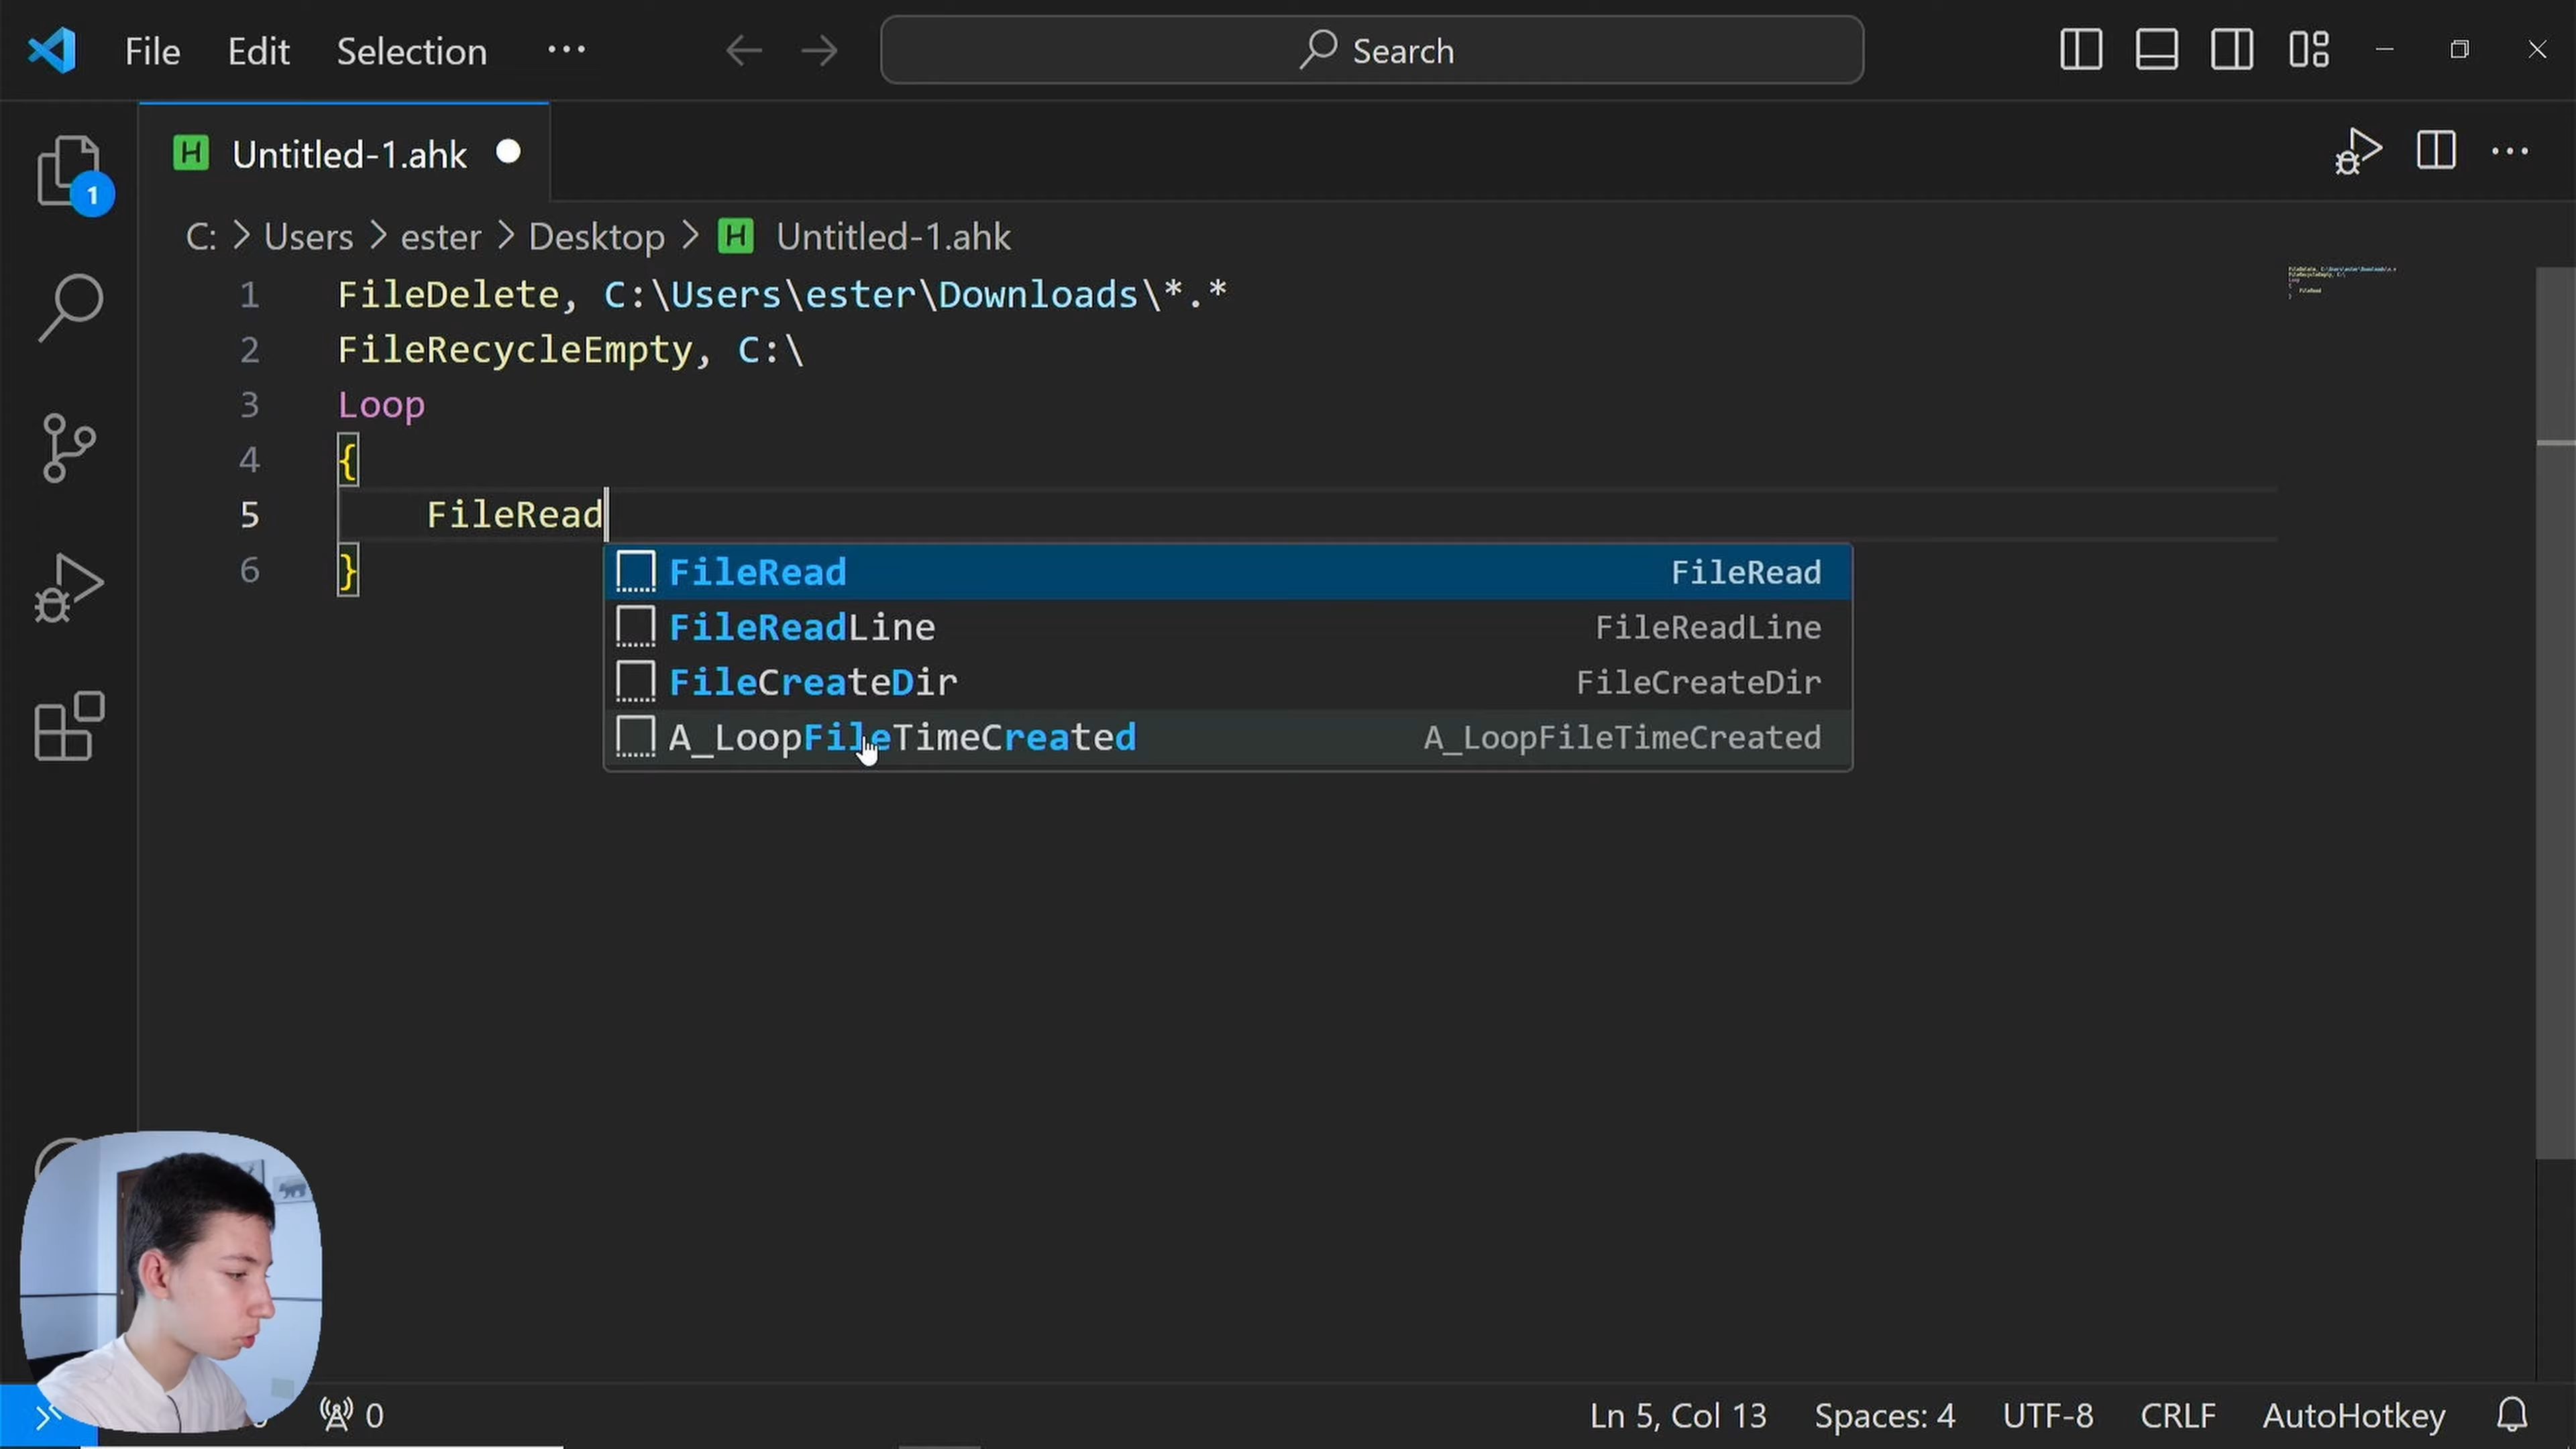 File Edit Selection ··· Search
Untitled-1.ahk
1
C: > Users > ester > Desktop > Untitled-1.ahk
1 FileDelete, C:\Users\ester\Downloads\*.*
2 FileRecycleEmpty, C:\
3 Loop
4 {
5 FileRead
FileRead FileRead
6 }
FileReadLine FileReadLine
FileCreateDir FileCreateDir
A_LoopFileTimeCreated A_LoopFileTimeCreated
0 Ln 5, Col 13 Spaces: 4 UTF-8 CRLF AutoHotkey